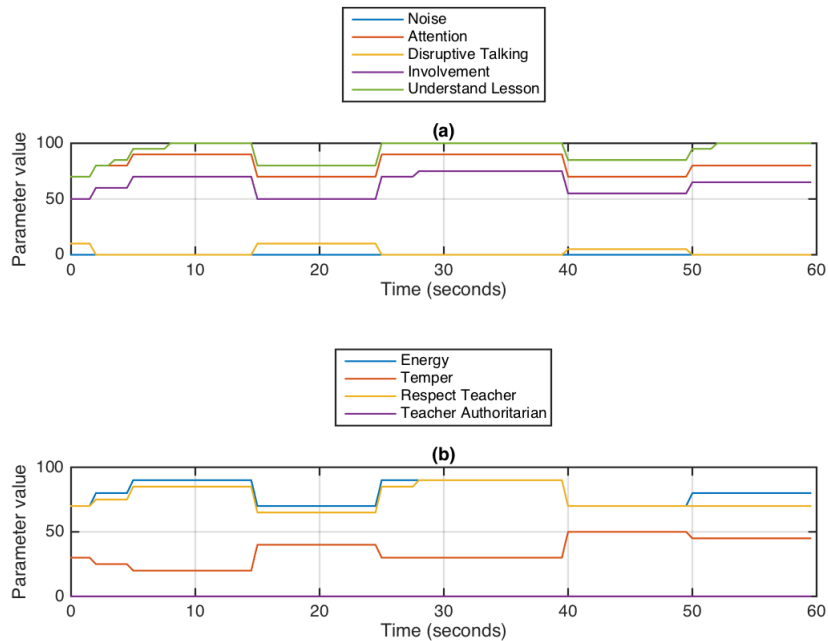 Noise
Attention
Disruptive Talking
Involvement
Understand Lesson
(a)
100
50
0
Parameter value
0 10 20 30 40 50 60
Time (seconds)
Energy
Temper
Respect Teacher
Teacher Authoritarian
(b)
100
50
0
Parameter value
0 10 20 30 40 50 60
Time (seconds)